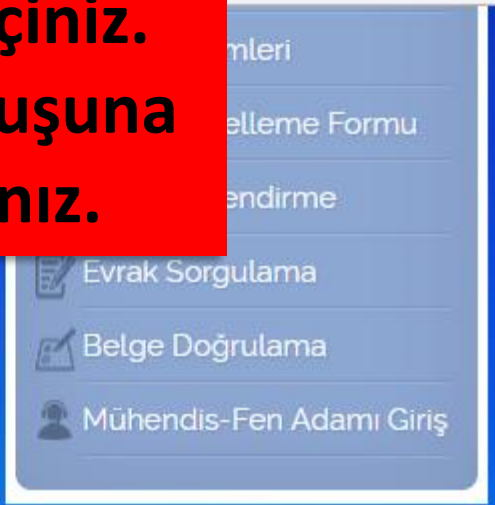 çiniz.
uşuna
nız.
mleri
elleme Formu
endirme
Evrak Sorgulama
Belge Doğrulama
Mühendis-Fen Adamı Giriş